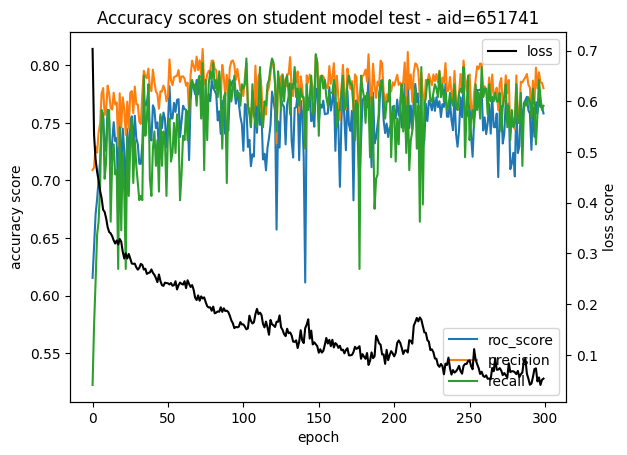 Accuracy scores on student model test - aid=651741
loss
0.80
0.75
0.70
0.65
0.60
0.55
accuracy score
0.7
0.6
0.5
0.4
0.3
0.2
0.1
loss score
roc_score
precision
recall
0
50
100
150
200
250
300
epoch